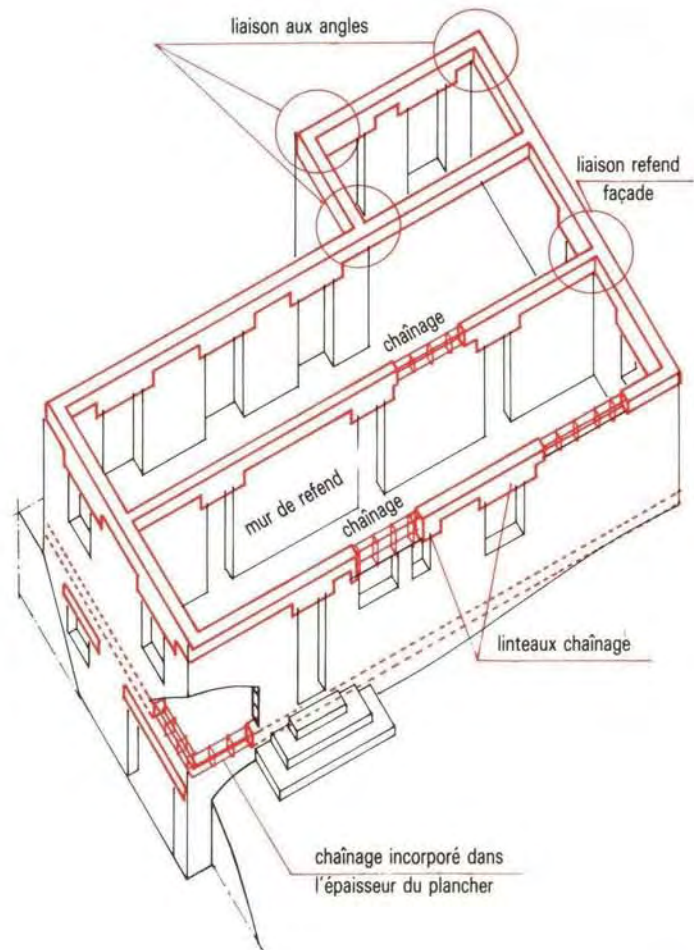 liaison aux angles
liaison refend
façade
chaînage
mur de refend
chaînage
linteaux chaînage
chaînage incorporé dans
l'épaisseur du plancher